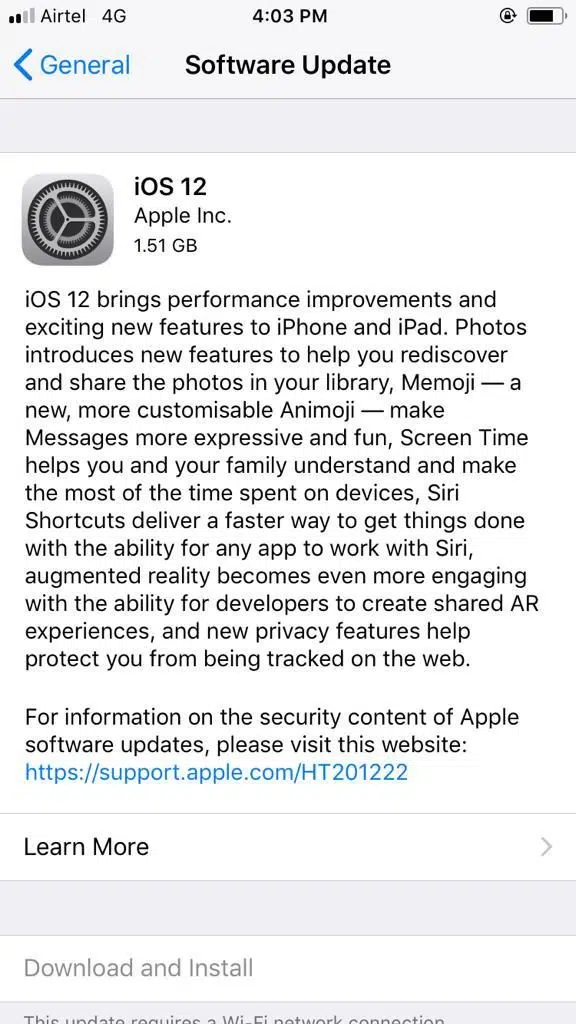 Airtel 4G 4:03 PM
General Software Update
iOS 12
Apple Inc.
1.51 GB
iOS 12 brings performance improvements and
exciting new features to iPhone and iPad. Photos
introduces new features to help you rediscover
and share the photos in your library, Memoji — a
new, more customisable Animoji — make
Messages more expressive and fun, Screen Time
helps you and your family understand and make
the most of the time spent on devices, Siri
Shortcuts deliver a faster way to get things done
with the ability for any app to work with Siri,
augmented reality becomes even more engaging
with the ability for developers to create shared AR
experiences, and new privacy features help
protect you from being tracked on the web.
For information on the security content of Apple
software updates, please visit this website:
https://support.apple.com/HT201222
Learn More
Download and Install
This update requires a Wi-Fi network connection